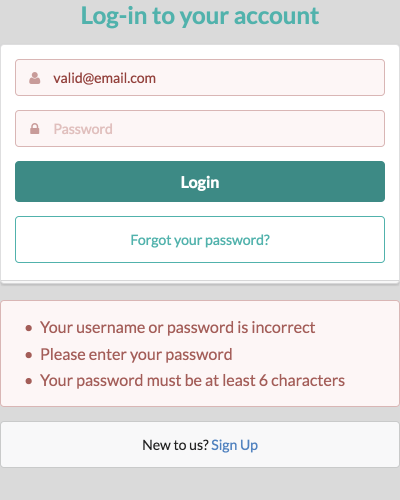 Log-in to your account
valid@email.com
Password
Login
Forgot your password?
Your username or password is incorrect
Please enter your password
Your password must be at least 6 characters
New to us? Sign Up